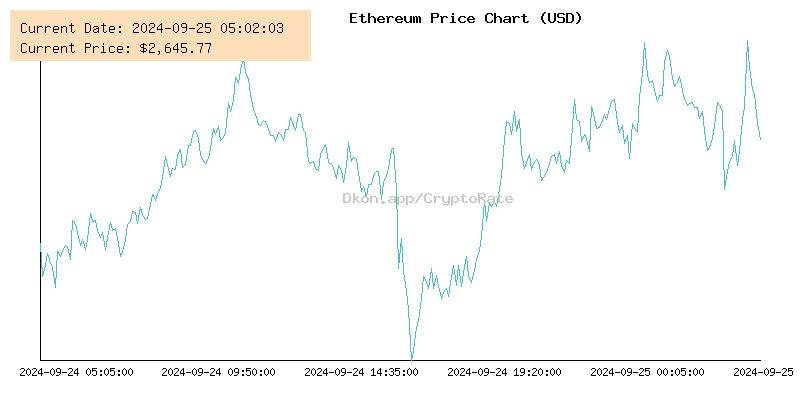 Ethereum Price Chart (USD)
Current Date: 2024-09-25 05:02:03
Current Price: $2,645.77
Dkon.app/CryptoRate
2024-09-24 05:05:00 2024-09-24 09:50:00 2024-09-24 14:35:00 2024-09-24 19:20:00 2024-09-25 00:05:00 2024-09-25